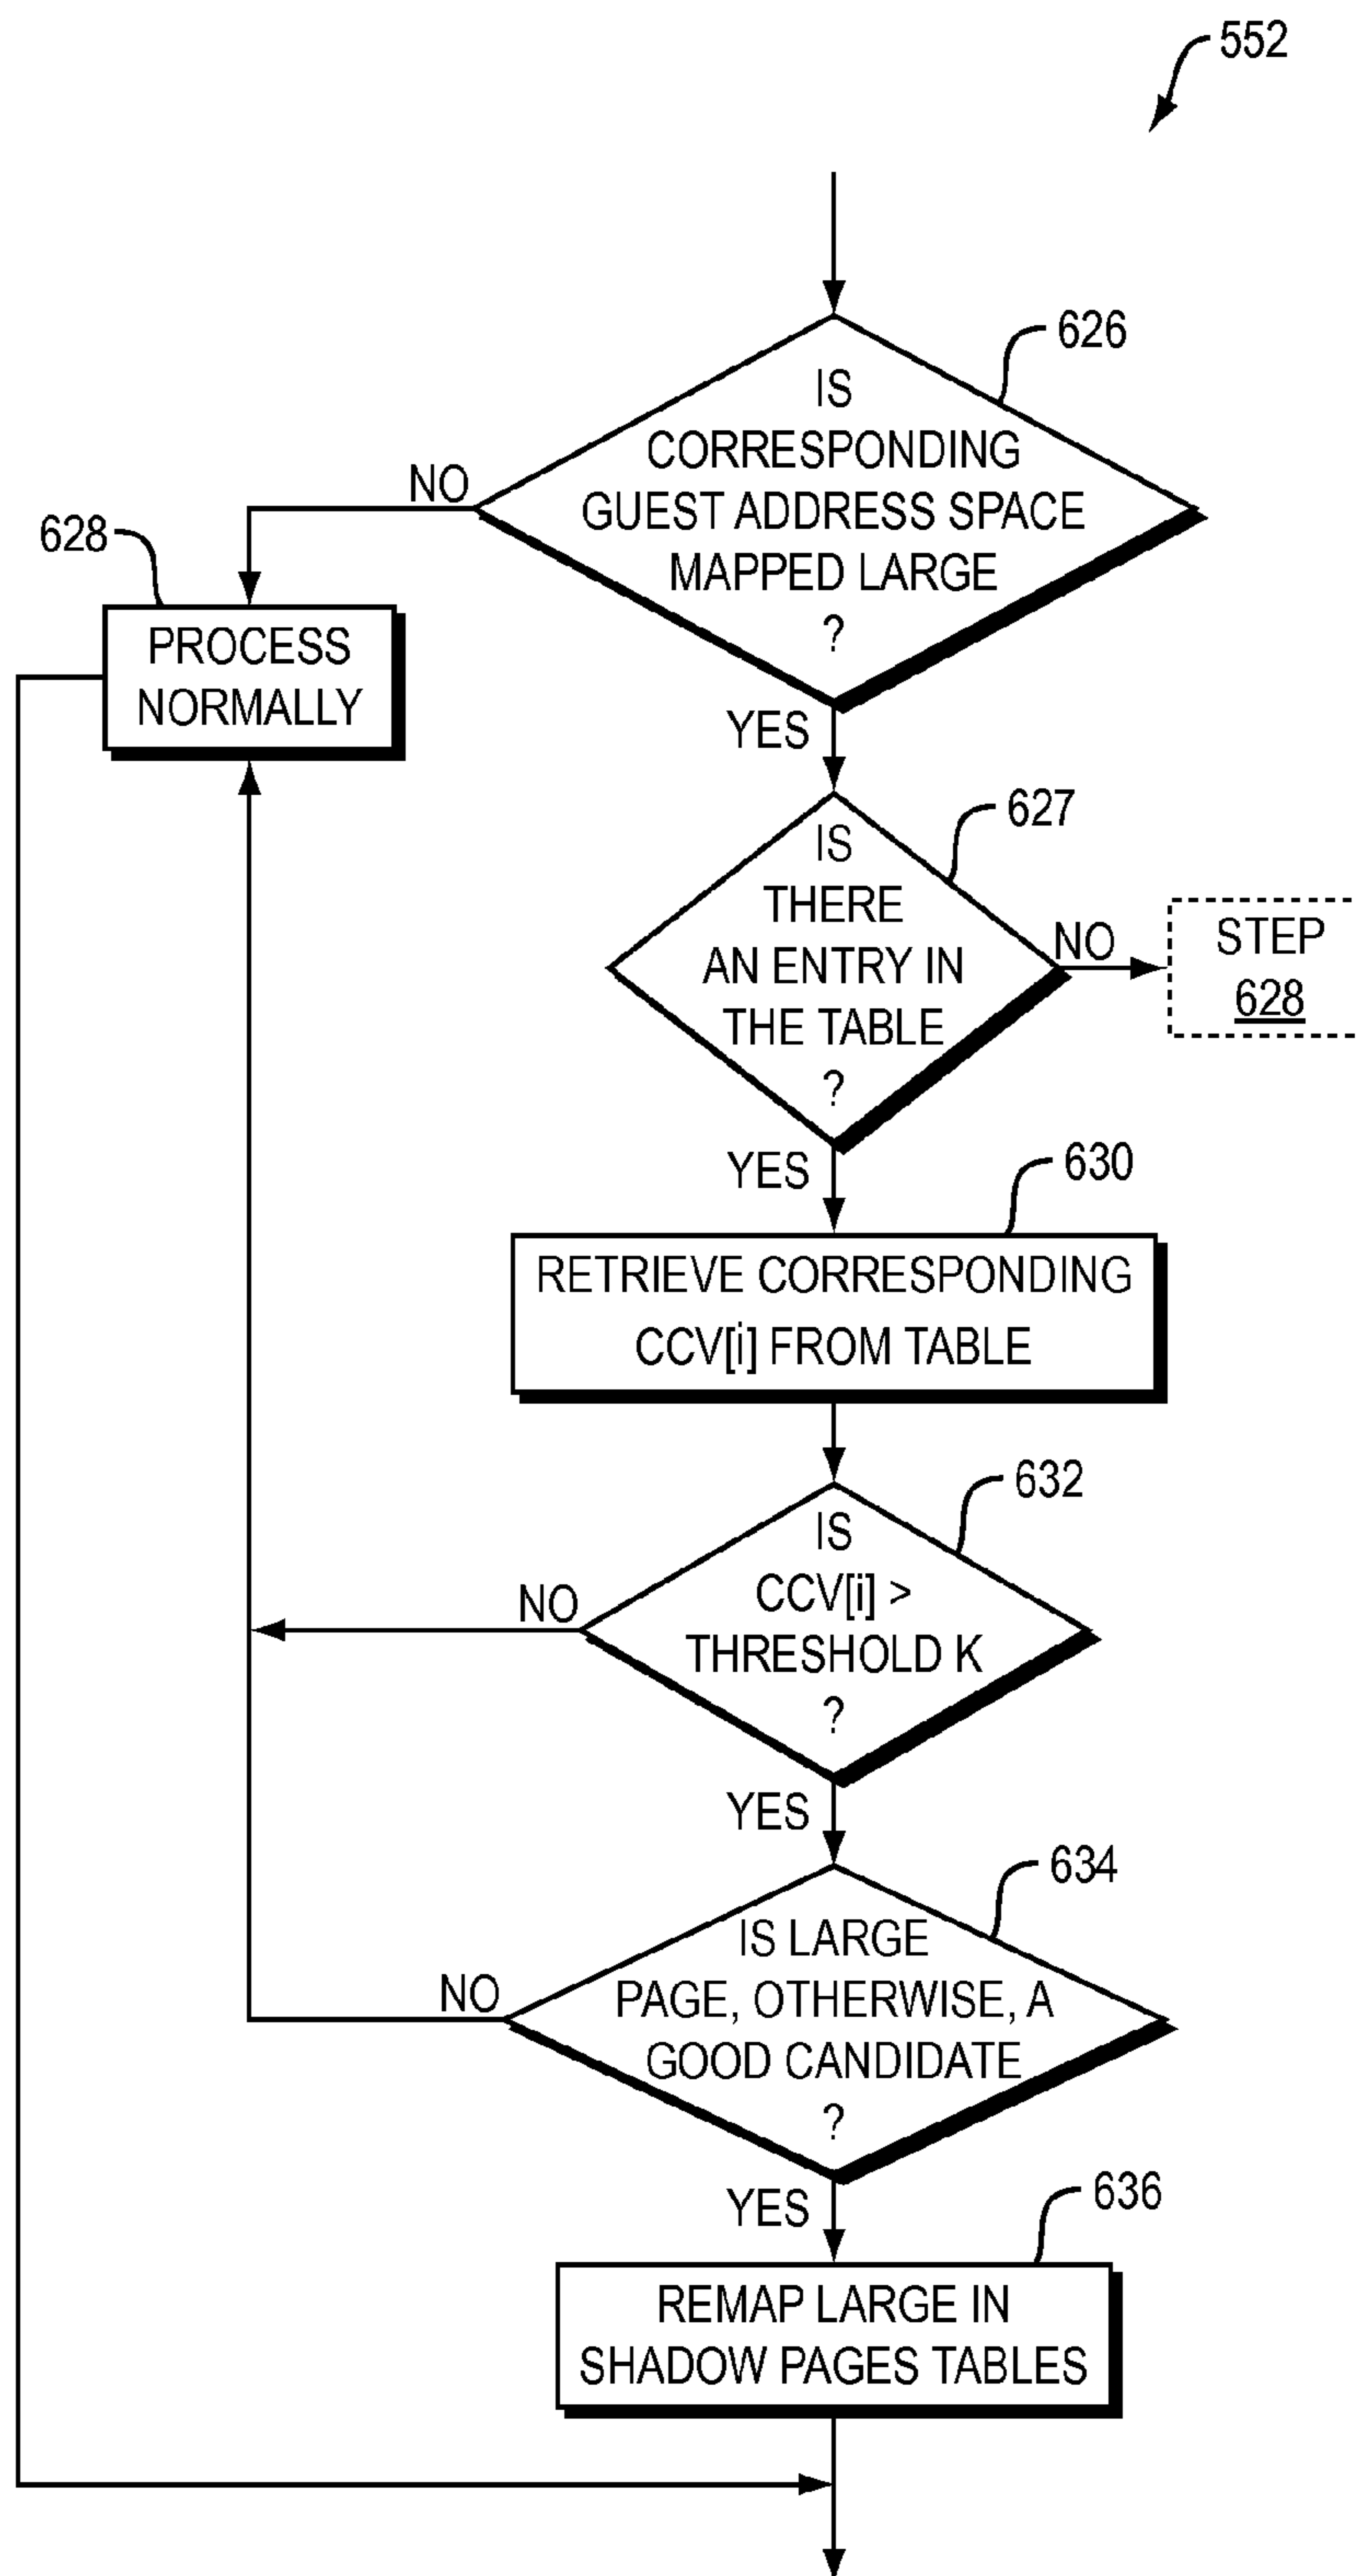 552
626
IS
CORRESPONDING
GUEST ADDRESS SPACE
MAPPED LARGE
?
NO
628
PROCESS
NORMALLY
YES
627
IS
THERE
AN ENTRY IN
THE TABLE
?
NO
STEP
628
YES
630
RETRIEVE CORRESPONDING
CCV[i] FROM TABLE
632
IS
CCV[i] >
THRESHOLD K
?
NO
YES
634
IS LARGE
PAGE, OTHERWISE, A
GOOD CANDIDATE
?
NO
YES
636
REMAP LARGE IN
SHADOW PAGES TABLES